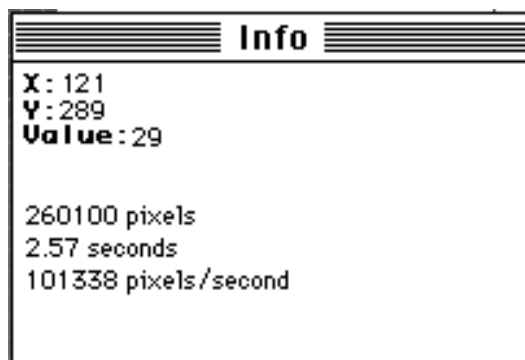 Info
X:121
Y:289
Value:29
260100 pixels
2.57 seconds
101338 pixels/second